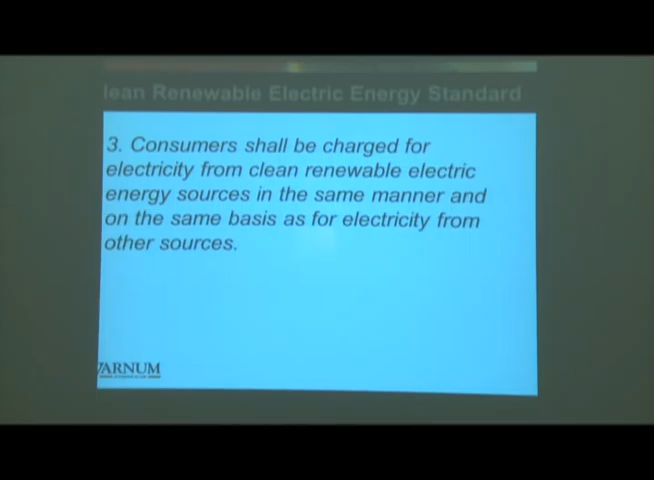 lean Renewable Electric Energy Standard
3. Consumers shall be charged for
electricity from clean renewable electric
energy sources in the same manner and
on the same basis as for electricity from
other sources.
VARNUM